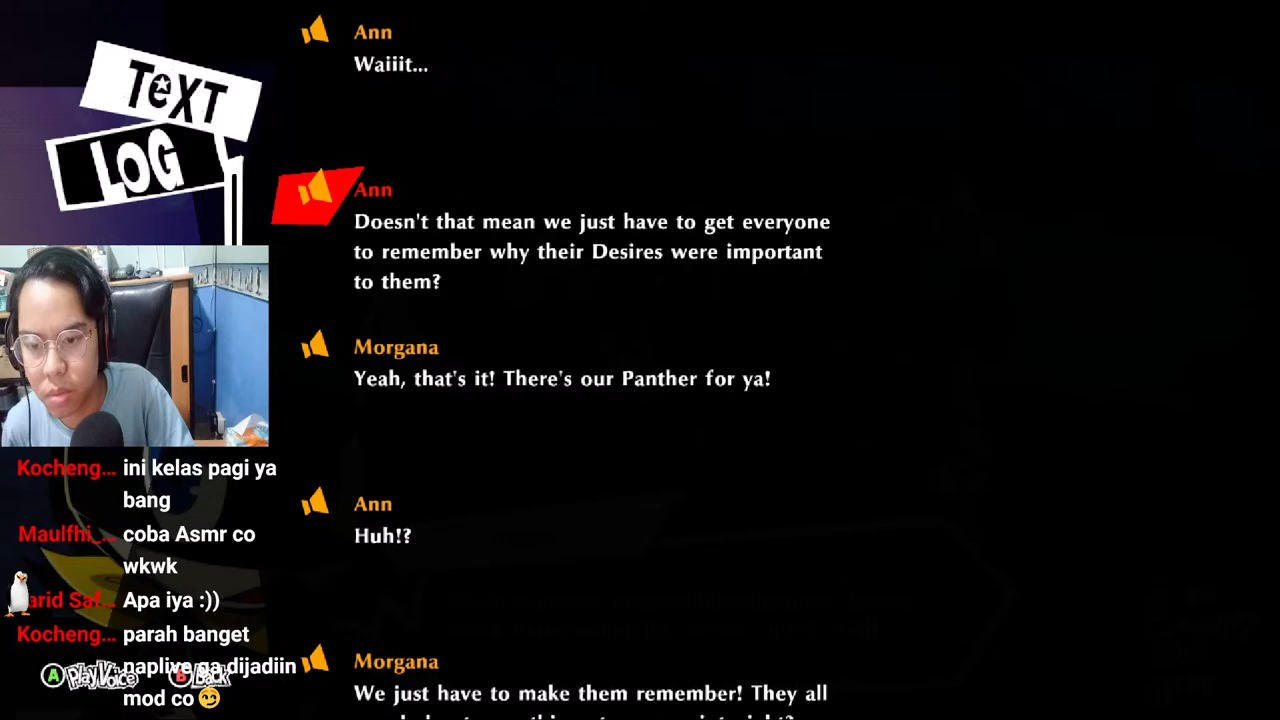 TeXT
LOG
Ann
Waiiit...
Ann
Doesn't that mean we just have to get everyone
to remember why their Desires were important
to them?
Morgana
Yeah, that's it! There's our Panther for ya!
Ann
Huh!?
Morgana
We just have to make them remember! They all
Kocheng... ini kelas pagi ya
bang
Maulfhi_... coba Asmr co
wkwk
arid Saf... Apa iya :))
Kocheng... parah banget
naplive ga dijadiin
mod co😏
A Play Voice B Back